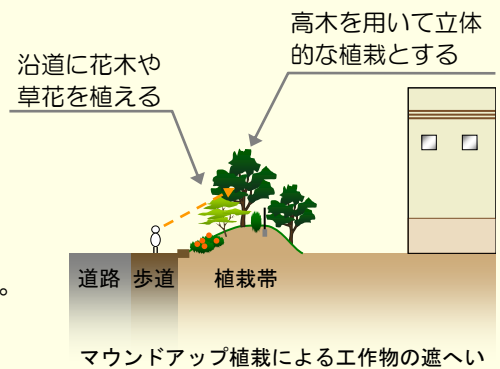 高木を用いて立体
的な植栽とする
沿道に花木や
草花を植える
道路 歩道 植栽帯
。
マウンドアップ植栽による工作物の遮へい